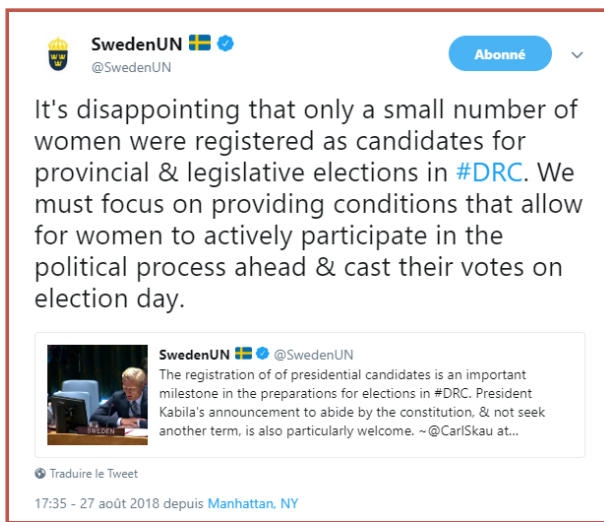 SwedenUN
@SwedenUN
Abonné
It's disappointing that only a small number of
women were registered as candidates for
provincial & legislative elections in #DRC. We
must focus on providing conditions that allow
for women to actively participate in the
political process ahead & cast their votes on
election day.
SwedenUN @SwedenUN
The registration of of presidential candidates is an important
milestone in the preparations for elections in #DRC. President
Kabila's announcement to abide by the constitution, & not seek
another term, is also particularly welcome. ~@CarlSkau at...
SWEDEN
Traduire le Tweet
17:35 - 27 août 2018 depuis Manhattan, NY